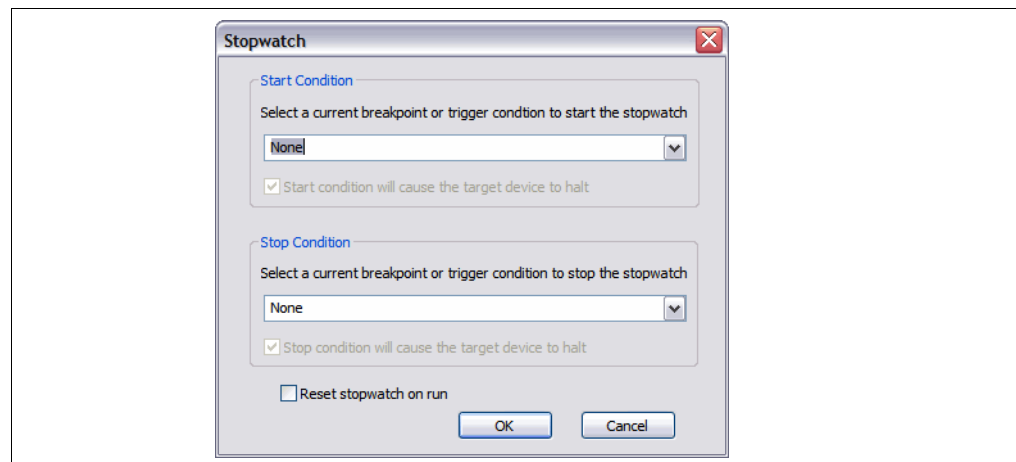 Stopwatch
Start Condition
Select a current breakpoint or trigger condtion to start the stopwatch
None
Start condition will cause the target device to halt
Stop Condition
Select a current breakpoint or trigger condition to stop the stopwatch
None
Stop condition will cause the target device to halt
Reset stopwatch on run
OK Cancel